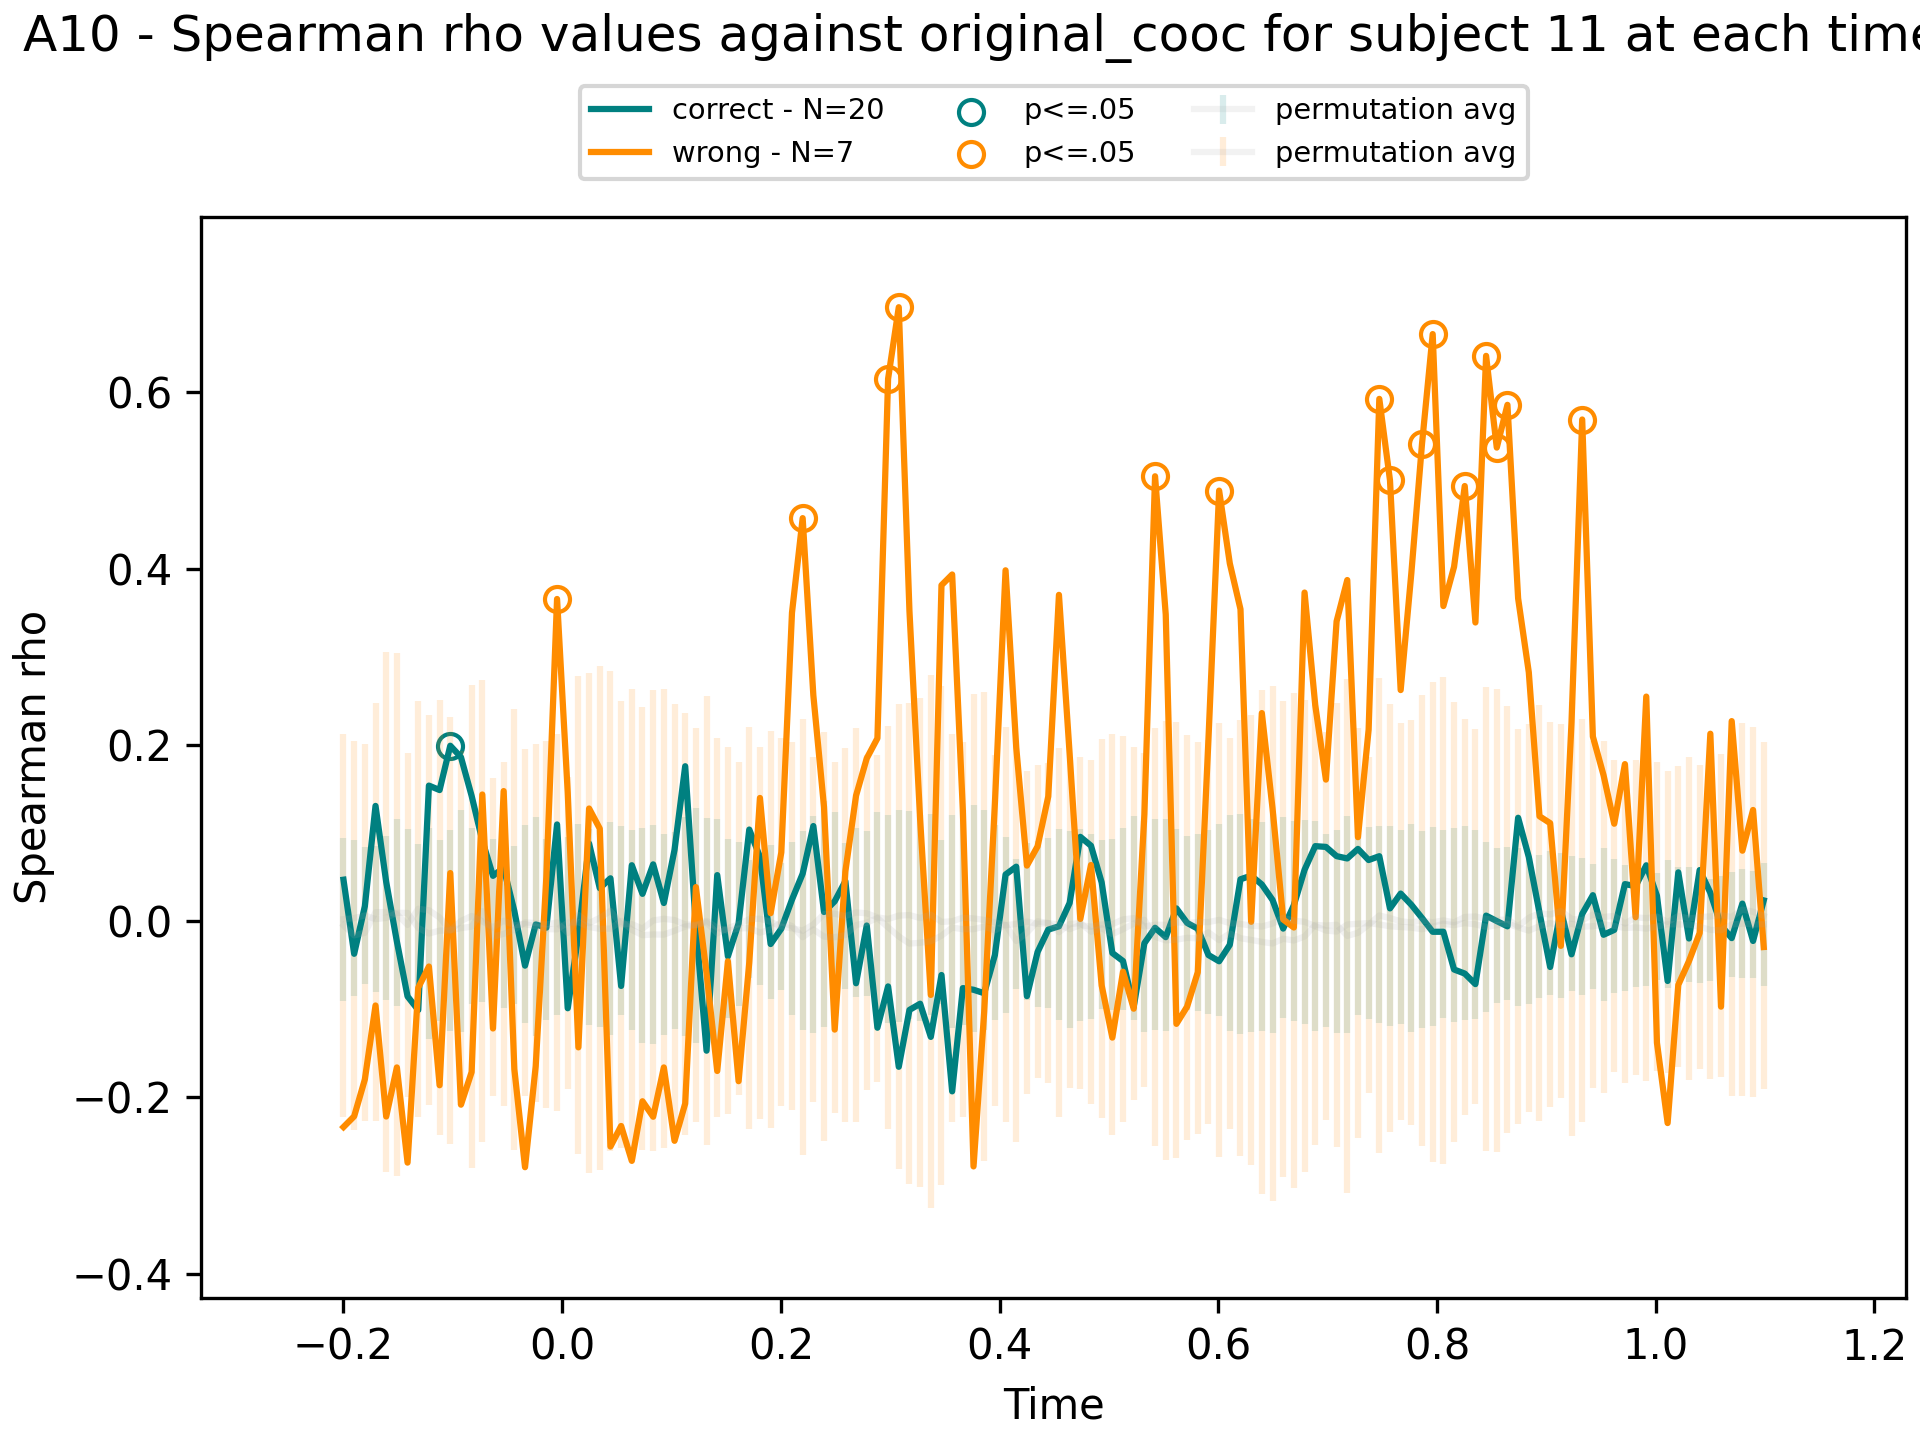 A10 - Spearman rho values against original_cooc for subject 11 at each time
correct - N=20
wrong - N=7
p<=.05
p<=.05
permutation avg
permutation avg
Spearman rho
0.6
0.4
0.2
0.0
−0.2
−0.4
−0.2 0.0 0.2 0.4 0.6 0.8 1.0 1.2
Time